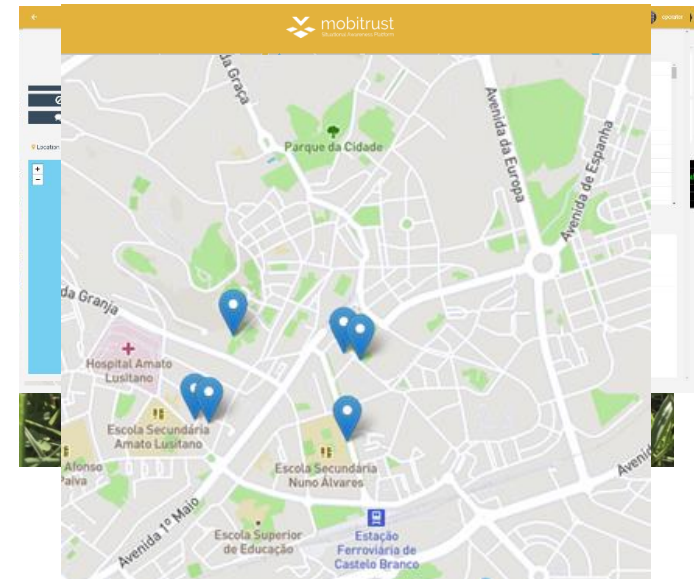 mobitrust
Situational Awareness Platform
operator
Location
da Graça
Parque da Cidade
Avenida da Europa
Avenida de Espanha
da Granja
Hospital Amato
Lusitano
Escola Secundária
Amato Lusitano
Afonso
Paiva
Escola Secundária
Nuno Álvares
Avenida
Avenida 1º Maio
Escola Superior
de Educação
Estação
Ferroviária de
Castelo Branco